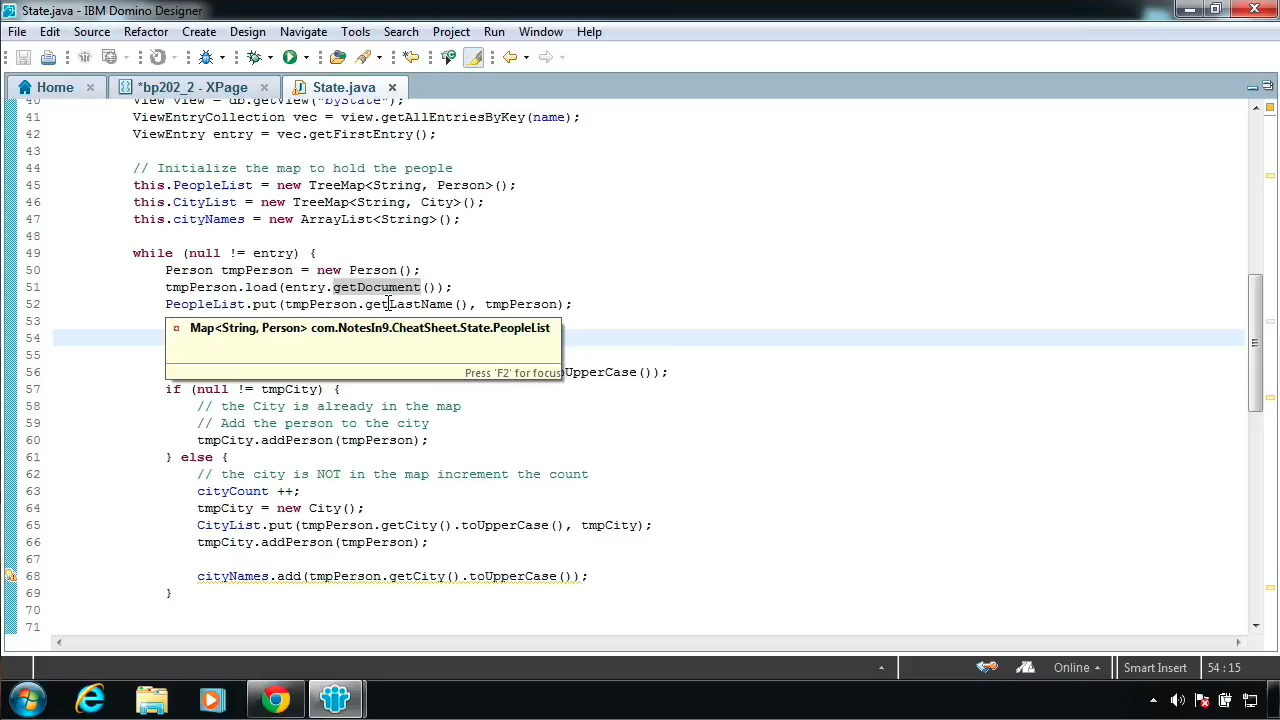 State.java - IBM Domino Designer
File Edit Source Refactor Create Design Navigate Tools Search Project Run Window Help
Home *bp202_2 - XPage State.java
40 View view = db.getView("byState");
41 ViewEntryCollection vec = view.getAllEntriesByKey(name);
42 ViewEntry entry = vec.getFirstEntry();
43
44 // Initialize the map to hold the people
45 this.PeopleList = new TreeMap<String, Person>();
46 this.CityList = new TreeMap<String, City>();
47 this.cityNames = new ArrayList<String>();
48
49 while (null != entry) {
50 Person tmpPerson = new Person();
51 tmpPerson.load(entry.getDocument());
52 PeopleList.put(tmpPerson.getLastName(), tmpPerson);
53
Map<String, Person> com.NotesIn9.CheatSheet.State.PeopleList
54
55
Press 'F2' for focus
56 oUpperCase());
57 if (null != tmpCity) {
58 // the City is already in the map
59 // Add the person to the city
60 tmpCity.addPerson(tmpPerson);
61 } else {
62 // the city is NOT in the map increment the count
63 cityCount ++;
64 tmpCity = new City();
65 CityList.put(tmpPerson.getCity().toUpperCase(), tmpCity);
66 tmpCity.addPerson(tmpPerson);
67
68 cityNames.add(tmpPerson.getCity().toUpperCase());
69 }
70
71
Online Smart Insert 54 : 15